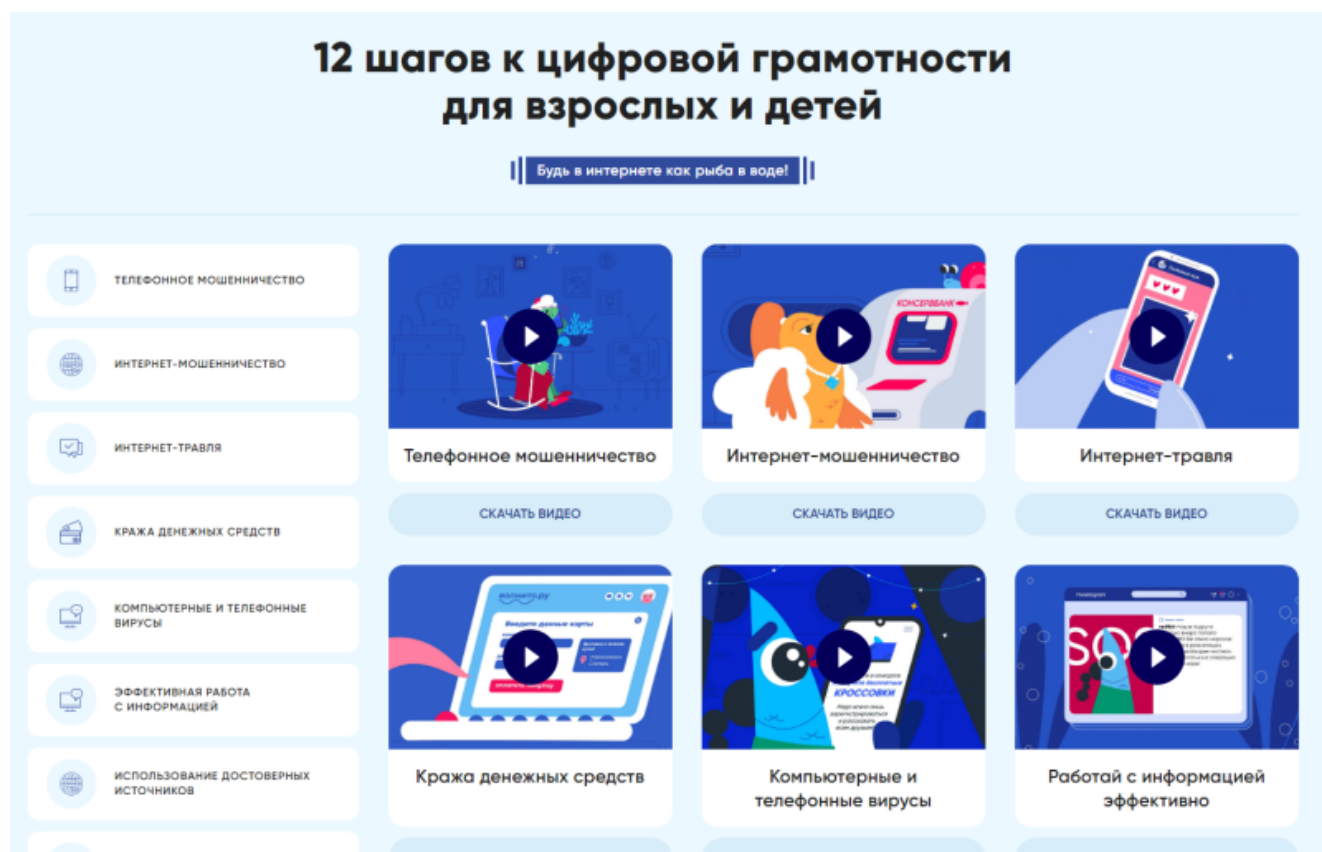 12 шагов к цифровой грамотности
для взрослых и детей
Будь в интернете как рыба в воде!
ТЕЛЕФОННОЕ МОШЕННИЧЕСТВО
ИНТЕРНЕТ-МОШЕННИЧЕСТВО
ИНТЕРНЕТ-ТРАВЛЯ
КРАЖА ДЕНЕЖНЫХ СРЕДСТВ
КОМПЬЮТЕРНЫЕ И ТЕЛЕФОННЫЕ
ВИРУСЫ
ЭФФЕКТИВНАЯ РАБОТА
С ИНФОРМАЦИЕЙ
ИСПОЛЬЗОВАНИЕ ДОСТОВЕРНЫХ
ИСТОЧНИКОВ
КОНСЕРВБАНК
Телефонное мошенничество
Интернет-мошенничество
Интернет-травля
СКАЧАТЬ ВИДЕО
СКАЧАТЬ ВИДЕО
СКАЧАТЬ ВИДЕО
Введите данные карты
КРОССОВКИ
SOS
Кража денежных средств
Компьютерные и
телефонные вирусы
Работай с информацией
эффективно